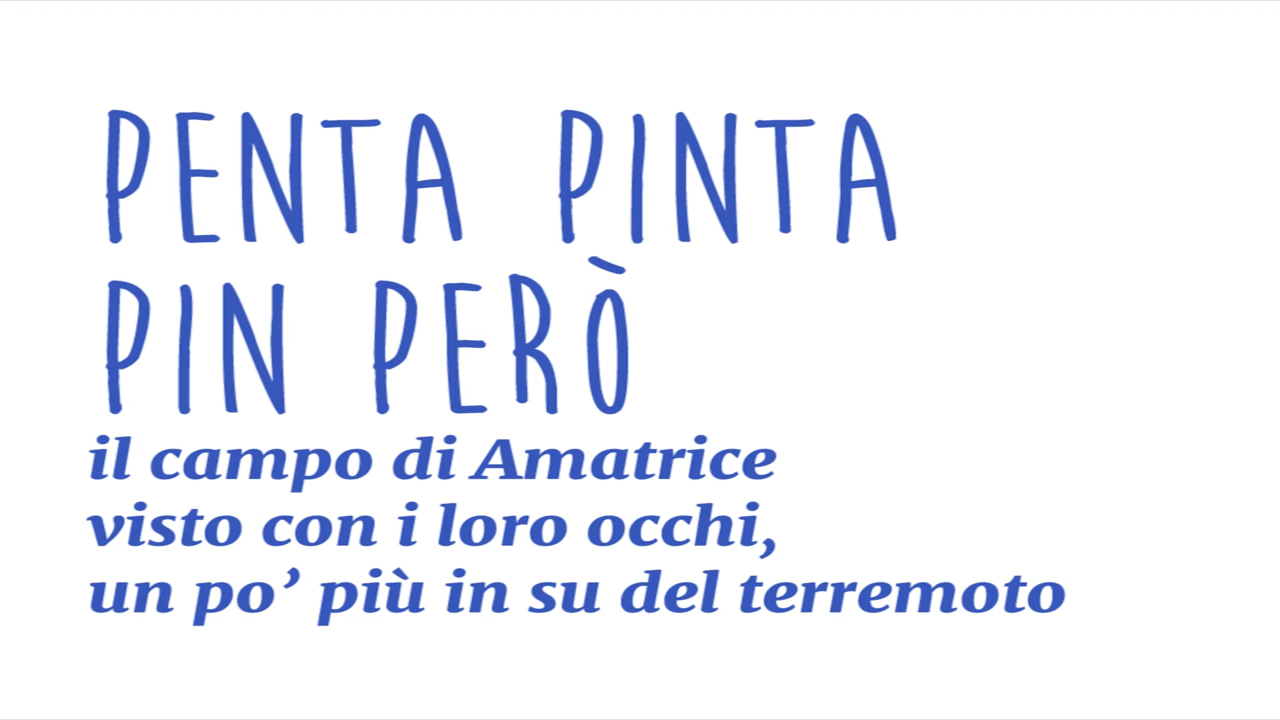 PENTA PINTA
PIN PERÒ
il campo di Amatrice
visto con i loro occhi,
un po’ più in su del terremoto